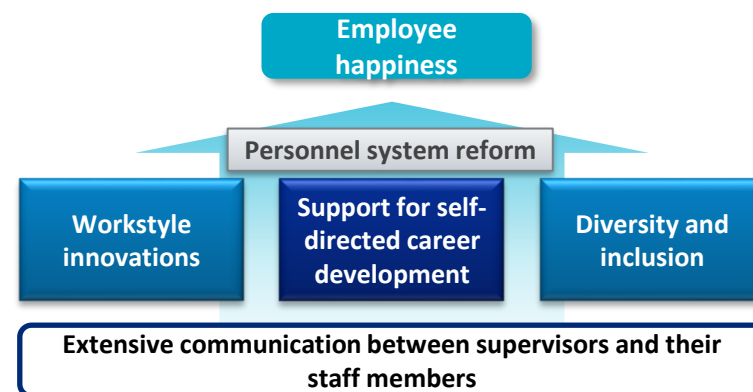 Employee
happiness
Personnel system reform
Workstyle
innovations
Support for self-
directed career
development
Diversity and
inclusion
Extensive communication between supervisors and their
staff members